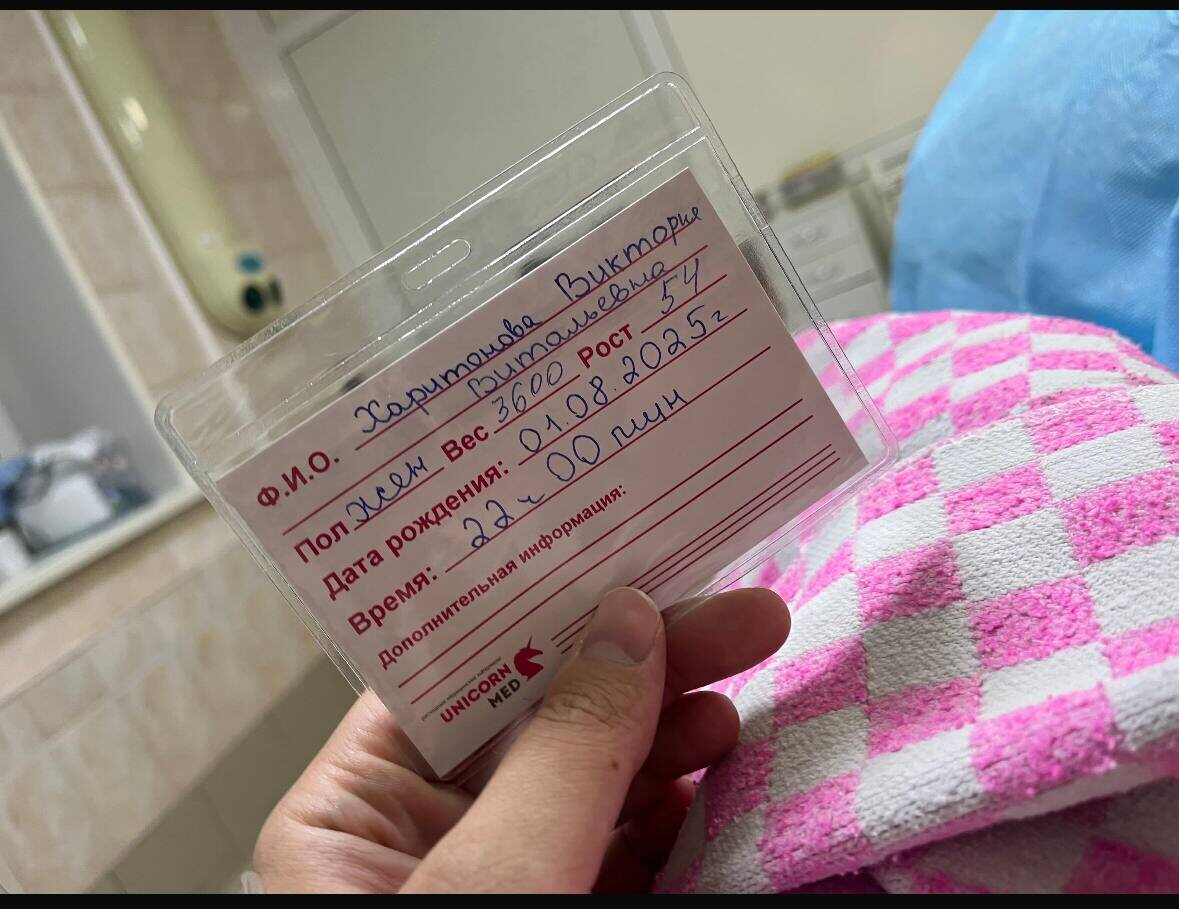 Ф.И.О. Харитонова Виктория
Витальевна
Пол жен Вес 3600 Рост 54
Дата рождения: 01.08.2025г
Время: 22ч 00 мин
Дополнительная информация:
UNICORN
MED